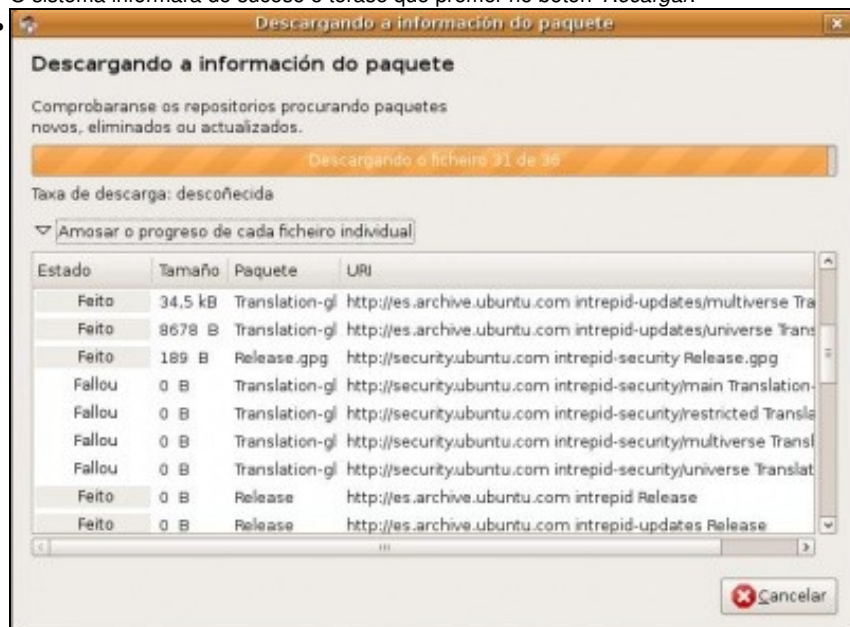 O sistema informará do suceso e terase que premer no botón Recargar.
Descargando a información do paquete
Descargando a información do paquete
Comprobaranse os repositorios procurando paquetes
novos, eliminados ou actualizados.
Descargando o ficheiro 31 de 36
Taxa de descarga: descoñecida
Amosar o progreso de cada ficheiro individual
Estado Tamaño Paquete URI
Feito 34,5 kB Translation-gl http://es.archive.ubuntu.com intrepid-updates/multiverse Tra
Feito 8678 B Translation-gl http://es.archive.ubuntu.com intrepid-updates/universe Trans
Feito 189 B Release.gpg http://security.ubuntu.com intrepid-security Release.gpg
Fallou 0 B Translation-gl http://security.ubuntu.com intrepid-security/main Translation-
Fallou 0 B Translation-gl http://security.ubuntu.com intrepid-security/restricted Transla
Fallou 0 B Translation-gl http://security.ubuntu.com intrepid-security/multiverse Transl
Fallou 0 B Translation-gl http://security.ubuntu.com intrepid-security/universe Translat
Feito 0 B Release http://es.archive.ubuntu.com intrepid Release
Feito 0 B Release http://es.archive.ubuntu.com intrepid-updates Release
Cancelar